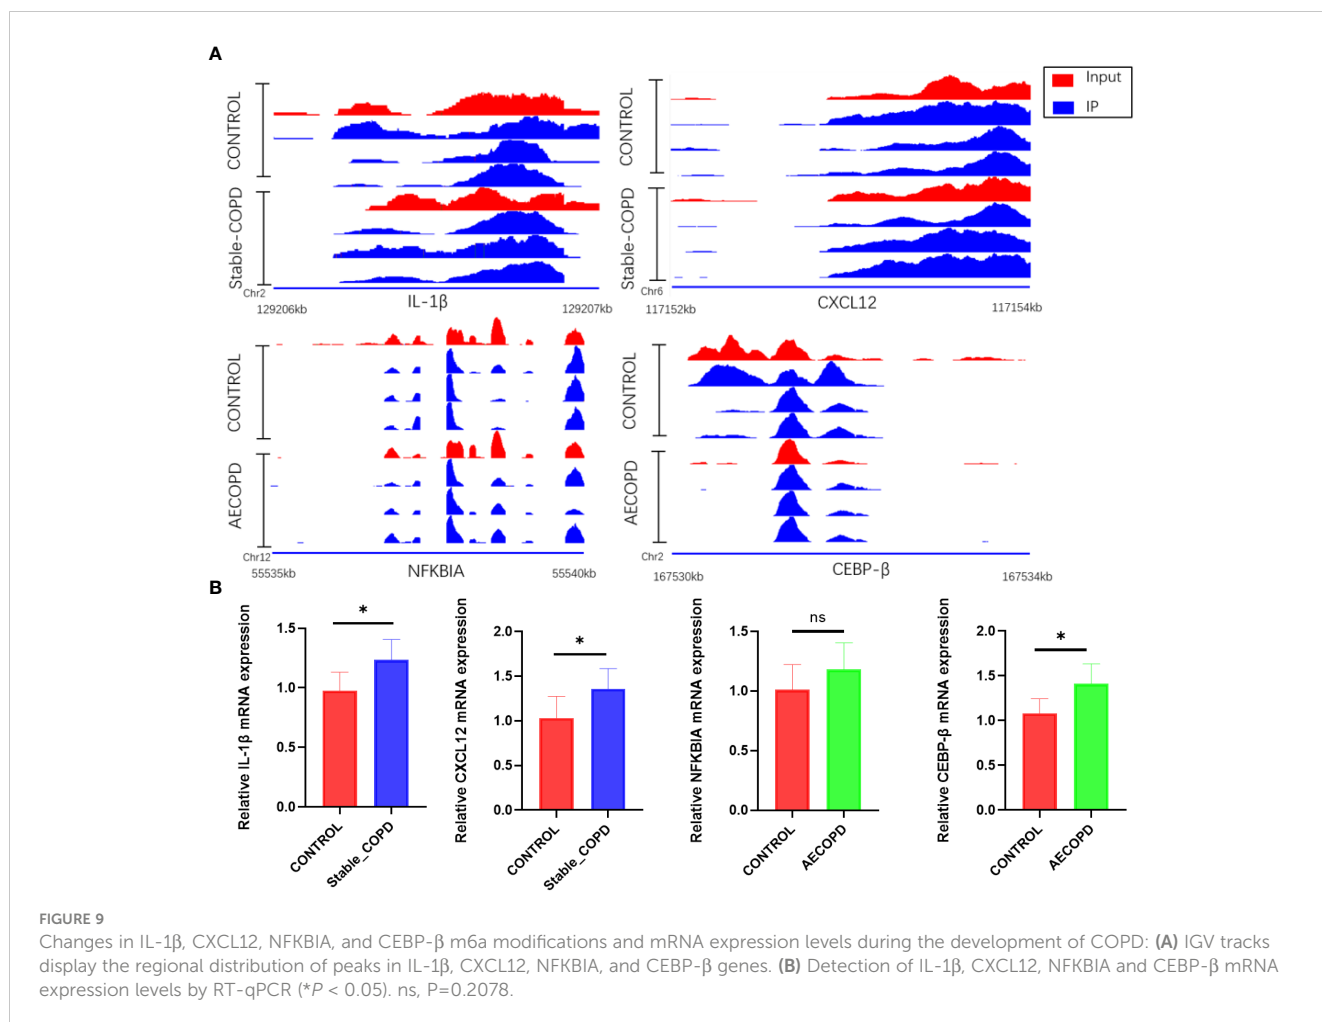 A
Input
IP
CONTROL
Stable-COPD
Chr2
129206kb
IL-1β
129207kb
CONTROL
Stable-COPD
Chr6
117152kb
CXCL12
117154kb
CONTROL
AECOPD
Chr12
55535kb
NFKBIA
55540kb
CONTROL
AECOPD
Chr2
167530kb
CEBP-β
167534kb
B
Relative IL-1β mRNA expression
1.5
1.0
0.5
0.0
*
CONTROL
Stable_COPD
Relative CXCL12 mRNA expression
2.0
1.5
1.0
0.5
0.0
*
CONTROL
Stable_COPD
Relative NFKBIA mRNA expression
1.5
1.0
0.5
0.0
ns
CONTROL
AECOPD
Relative CEBP-β mRNA expression
2.0
1.5
1.0
0.5
0.0
*
CONTROL
AECOPD
FIGURE 9
Changes in IL-1β, CXCL12, NFKBIA, and CEBP-β m6a modifications and mRNA expression levels during the development of COPD: (A) IGV tracks
display the regional distribution of peaks in IL-1β, CXCL12, NFKBIA, and CEBP-β genes. (B) Detection of IL-1β, CXCL12, NFKBIA and CEBP-β mRNA
expression levels by RT-qPCR (*P < 0.05). ns, P=0.2078.